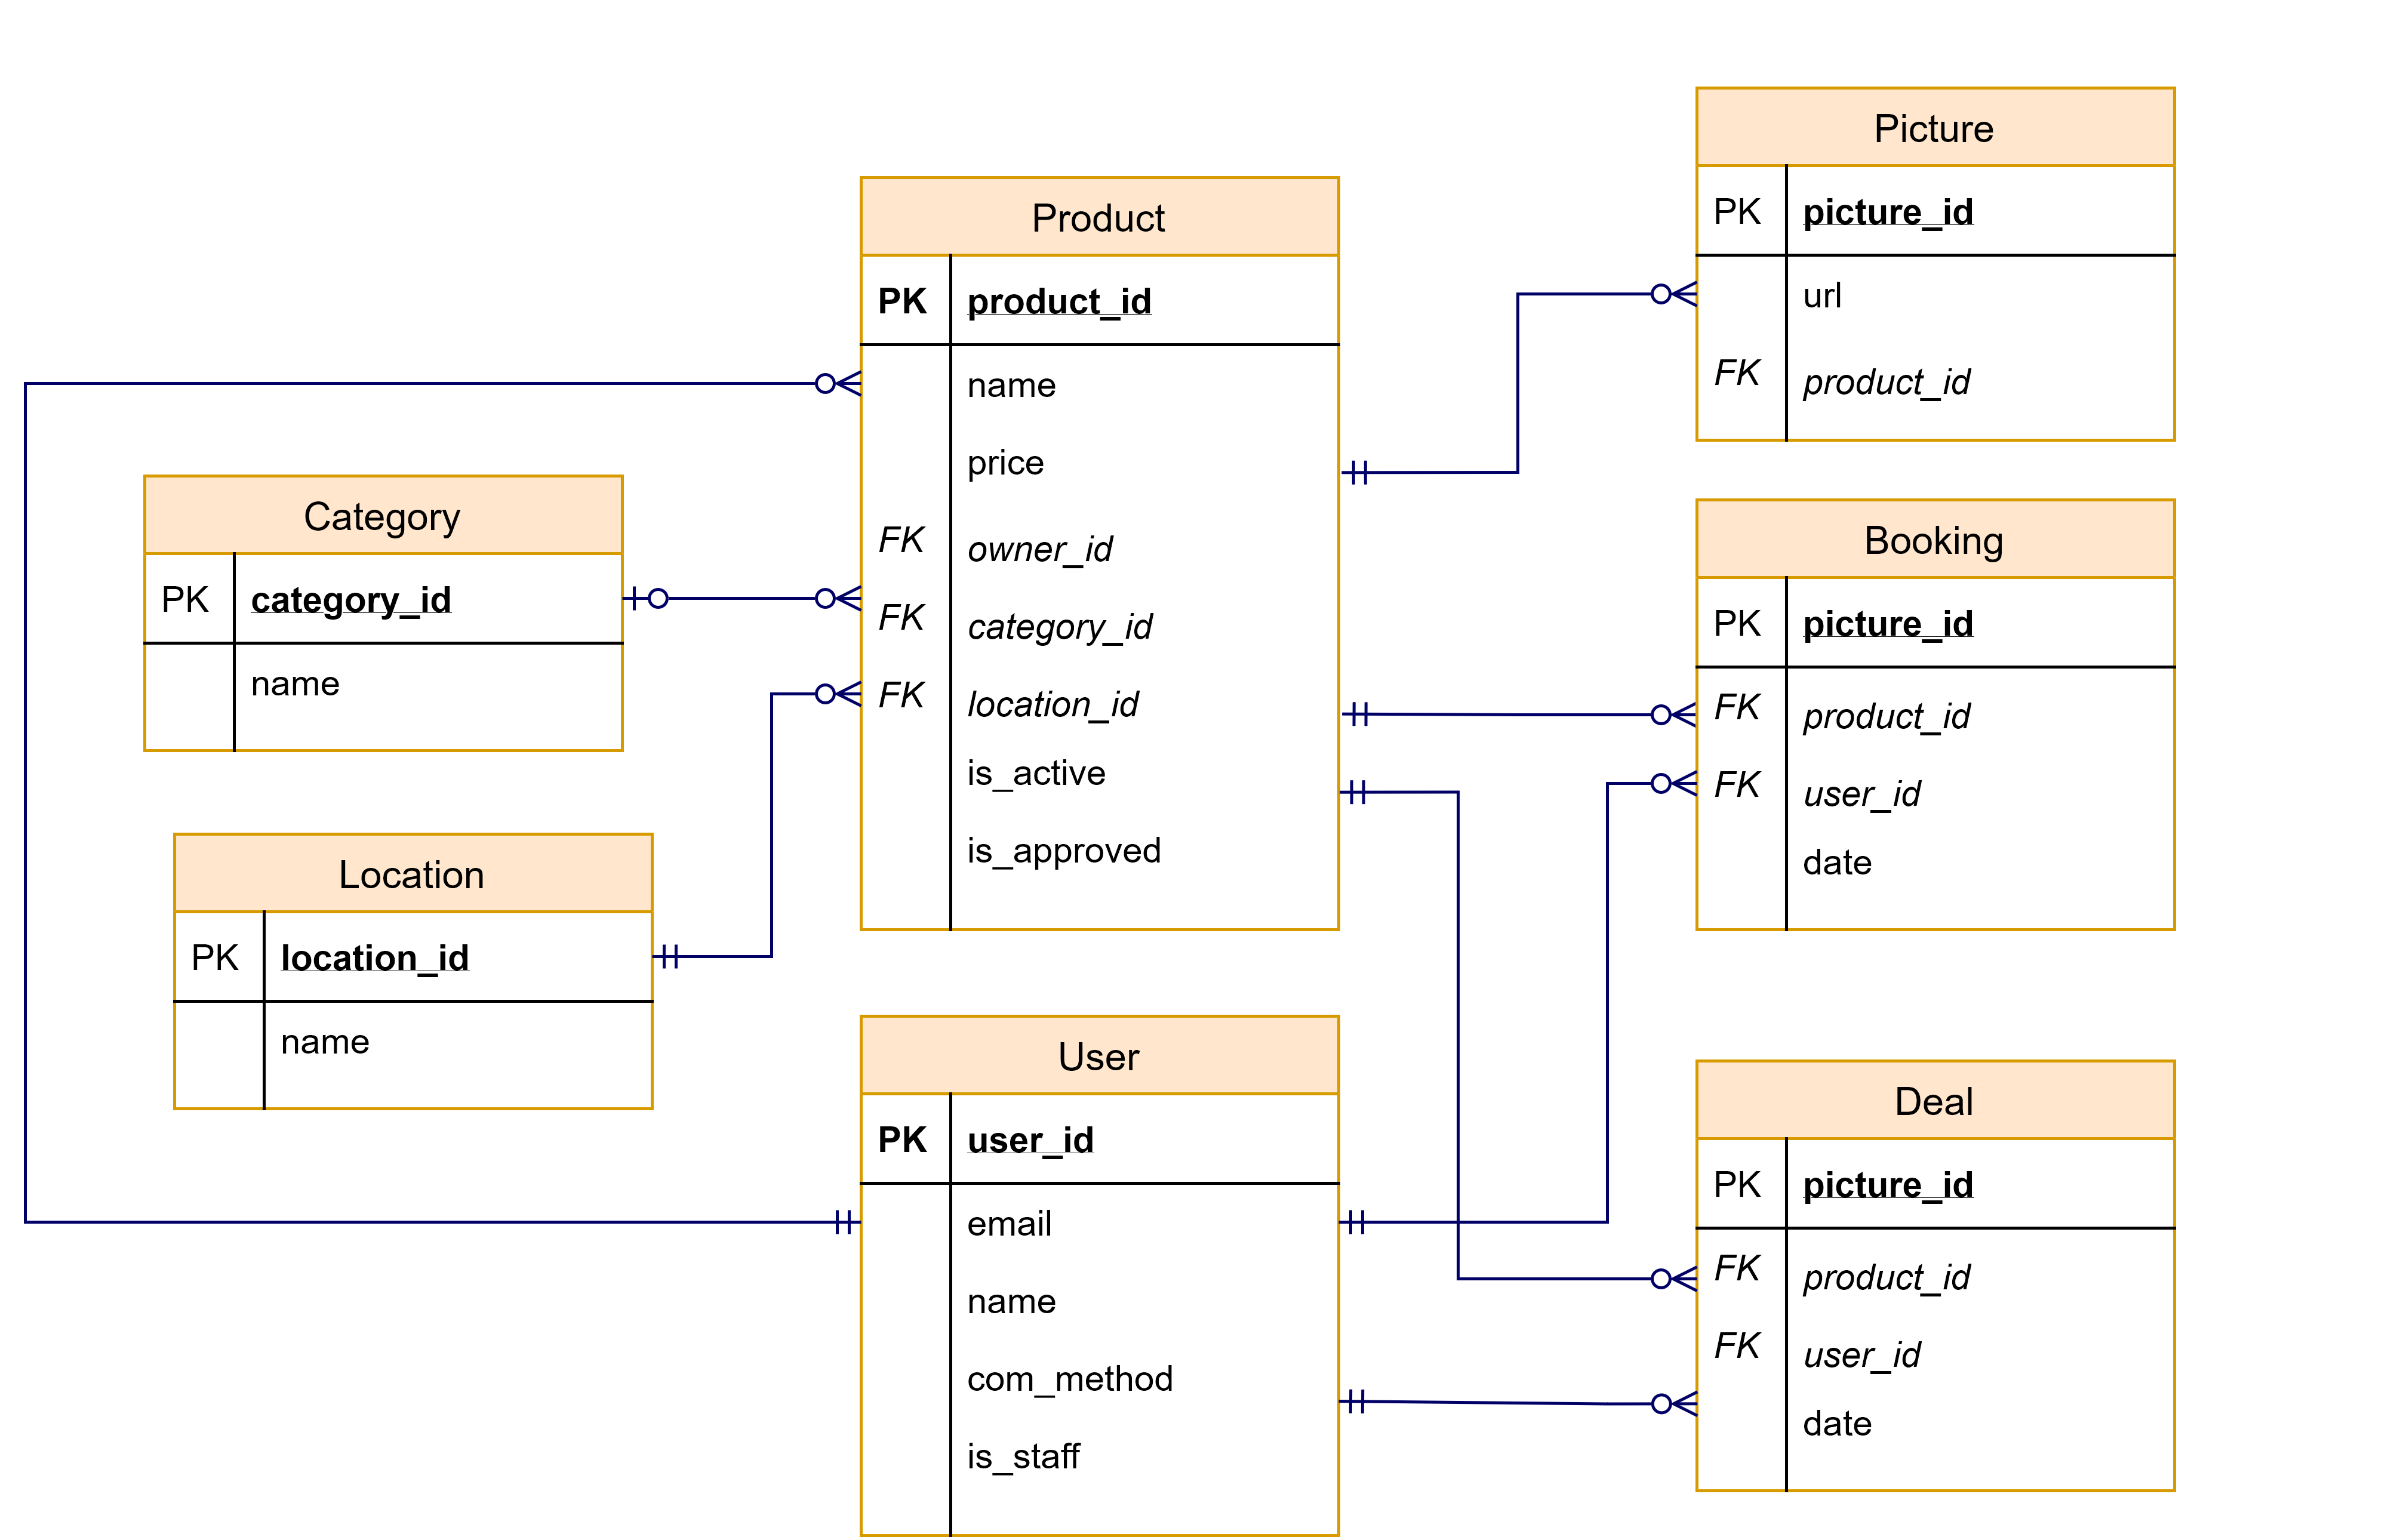 Product
PK product_id
name
price
FK owner_id
FK category_id
FK location_id
is_active
is_approved
Category
PK category_id
name
Location
PK location_id
name
User
PK user_id
email
name
com_method
is_staff
Picture
PK picture_id
url
FK product_id
Booking
PK picture_id
FK product_id
FK user_id
date
Deal
PK picture_id
FK product_id
FK user_id
date